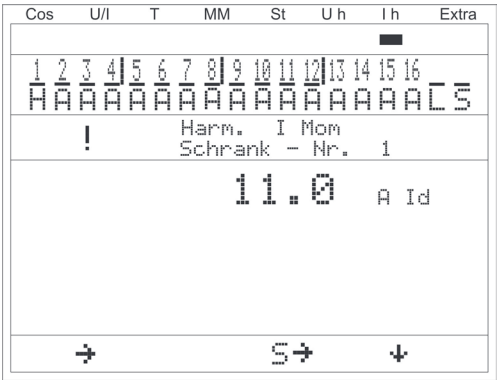 Cos U/I T MM St U h I h Extra
1 2 3 4 5 6 7 8 9 10 11 12 13 14 15 16
A A A A A A A A A A A A A A A A L S
! Harm. I Mom
Schrank - Nr. 1
11.0 A Id
→ S→ ↓